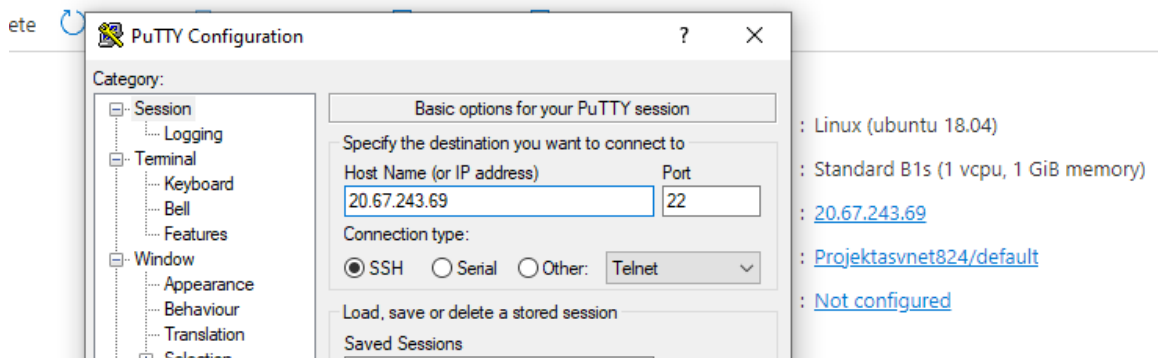 ete
PuTTY Configuration
?
Category:
Session
Logging
Terminal
Keyboard
Bell
Features
Window
Appearance
Behaviour
Translation
Selection
Basic options for your PuTTY session
Specify the destination you want to connect to
Host Name (or IP address) Port
20.67.243.69 22
Connection type:
SSH Serial Other: Telnet
Load, save or delete a stored session
Saved Sessions
: Linux (ubuntu 18.04)
: Standard B1s (1 vcpu, 1 GiB memory)
: 20.67.243.69
: Projektasvnet824/default
: Not configured